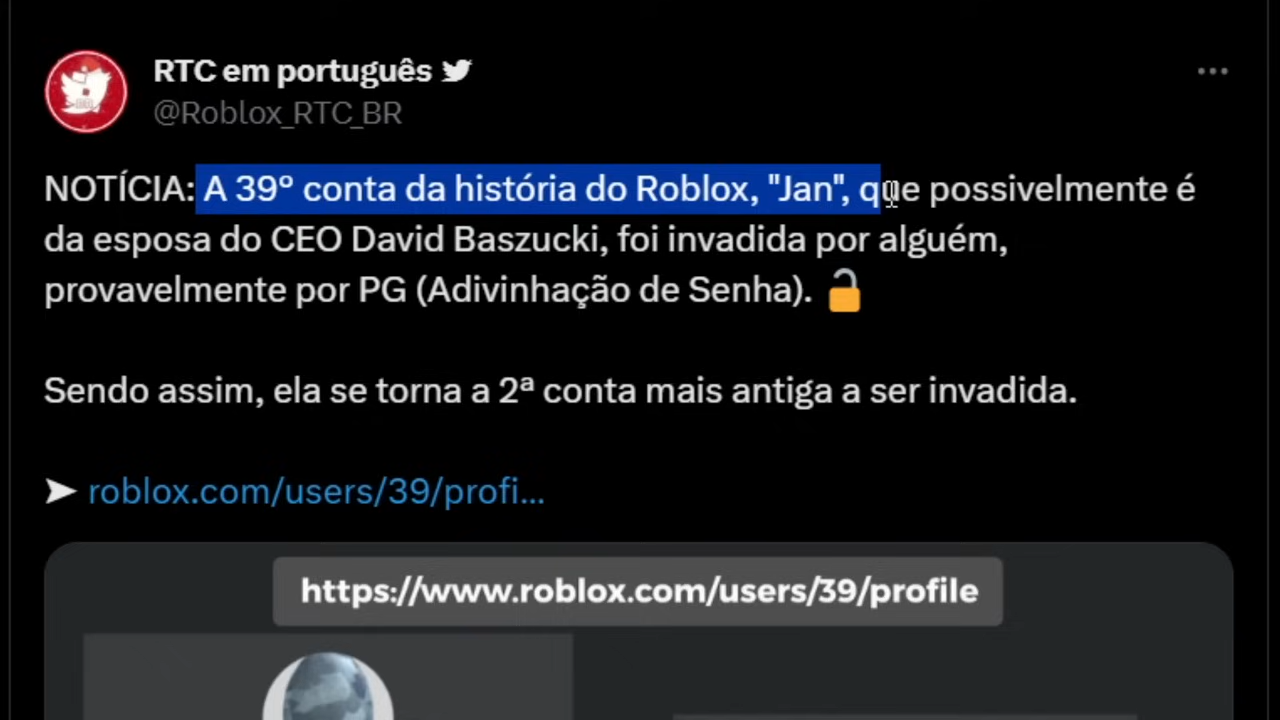 RTC em português
@Roblox_RTC_BR
NOTÍCIA: A 39º conta da história do Roblox, "Jan", que possivelmente é
da esposa do CEO David Baszucki, foi invadida por alguém,
provavelmente por PG (Adivinhação de Senha). 🔓
Sendo assim, ela se torna a 2ª conta mais antiga a ser invadida.
➤ roblox.com/users/39/profi...
https://www.roblox.com/users/39/profile